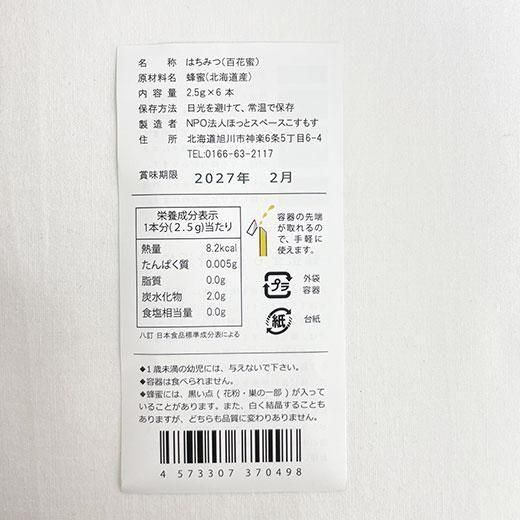 名 称 はちみつ(百花蜜)
原材料名 蜂蜜(北海道産)
内 容 量 2.5g×6本
保存方法 日光を避けて、常温で保存
製 造 者 NPO法人ほっとスペースこすもす
住 所 北海道旭川市神楽6条5丁目6-4
TEL:0166-63-2117
賞味期限 2027年 2月
栄養成分表示
1本分(2.5g)当たり
熱量 8.2kcal
たんぱく質 0.005g
脂質 0.0g
炭水化物 2.0g
食塩相当量 0.0g
八訂 日本食品標準成分表による
容器の先端
が取れるの
で、手軽に
使えます。
プラ 外袋
容器
紙 台紙
◆1歳未満の幼児には、与えないで下さい。
◆容器は食べられません。
◆蜂蜜には、黒い点(花粉・巣の一部)が入って
いることがあります。また、白く結晶することも
ありますが、どちらも品質に変わりありません。
4 573307 370498